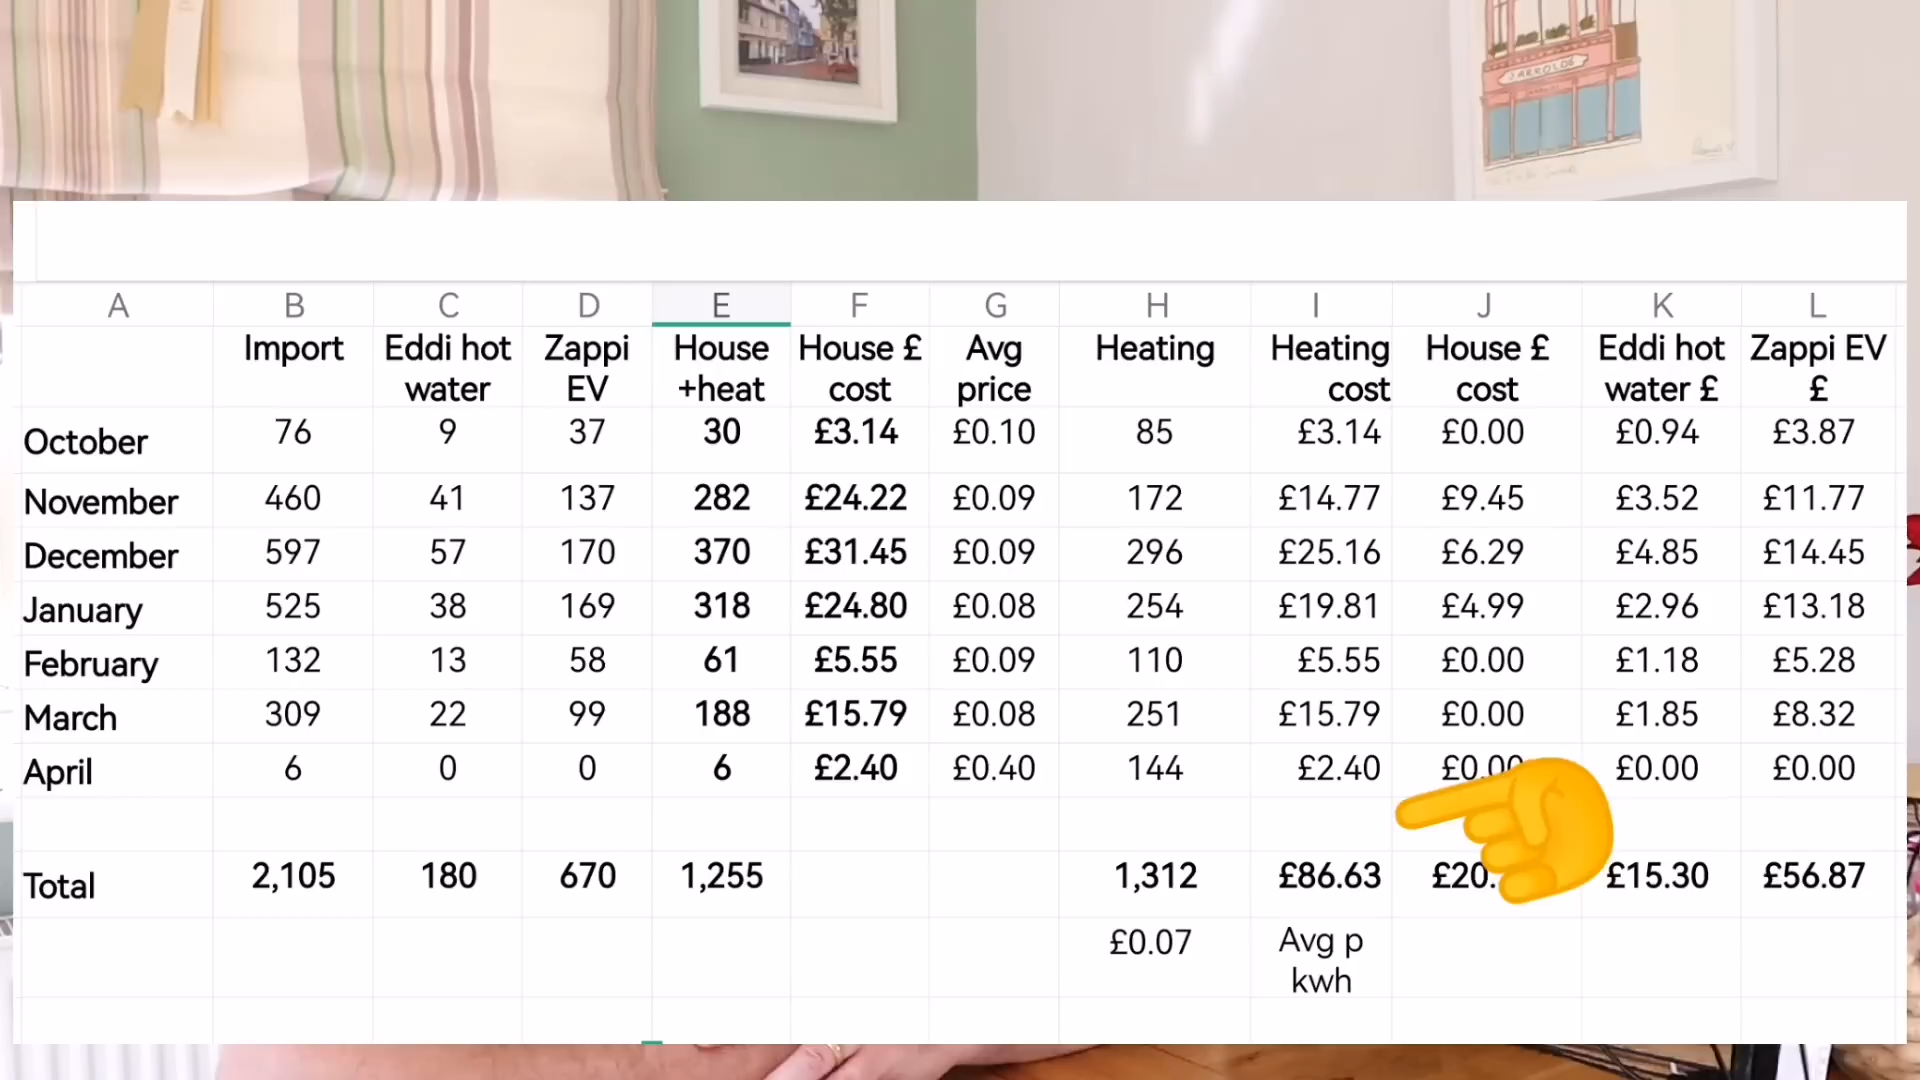 JARROLDS
A B C D E F G H I J K L
Import Eddi hot Zappi House House £ Avg Heating Heating House £ Eddi hot Zappi EV
water EV +heat cost price cost cost water £ £
October 76 9 37 30 £3.14 £0.10 85 £3.14 £0.00 £0.94 £3.87
November 460 41 137 282 £24.22 £0.09 172 £14.77 £9.45 £3.52 £11.77
December 597 57 170 370 £31.45 £0.09 296 £25.16 £6.29 £4.85 £14.45
January 525 38 169 318 £24.80 £0.08 254 £19.81 £4.99 £2.96 £13.18
February 132 13 58 61 £5.55 £0.09 110 £5.55 £0.00 £1.18 £5.28
March 309 22 99 188 £15.79 £0.08 251 £15.79 £0.00 £1.85 £8.32
April 6 0 0 6 £2.40 £0.40 144 £2.40 £0.00 £0.00 £0.00
Total 2,105 180 670 1,255 1,312 £86.63 £20. £15.30 £56.87
£0.07 Avg p
kwh